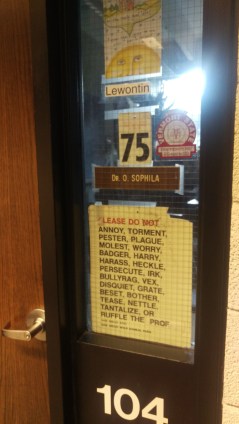 Lewontin
75
DR. O. SOPHILA
LEASE DO NOT
ANNOY, TORMENT,
PESTER, PLAGUE,
MOLEST, WORRY,
BADGER, HARRY,
HARASS, HECKLE,
PERSECUTE, IRK,
BULLYRAG, VEX,
DISQUIET, GRATE,
BESET, BOTHER,
TEASE, NETTLE,
TANTALIZE, OR
RUFFLE THE PROF
104